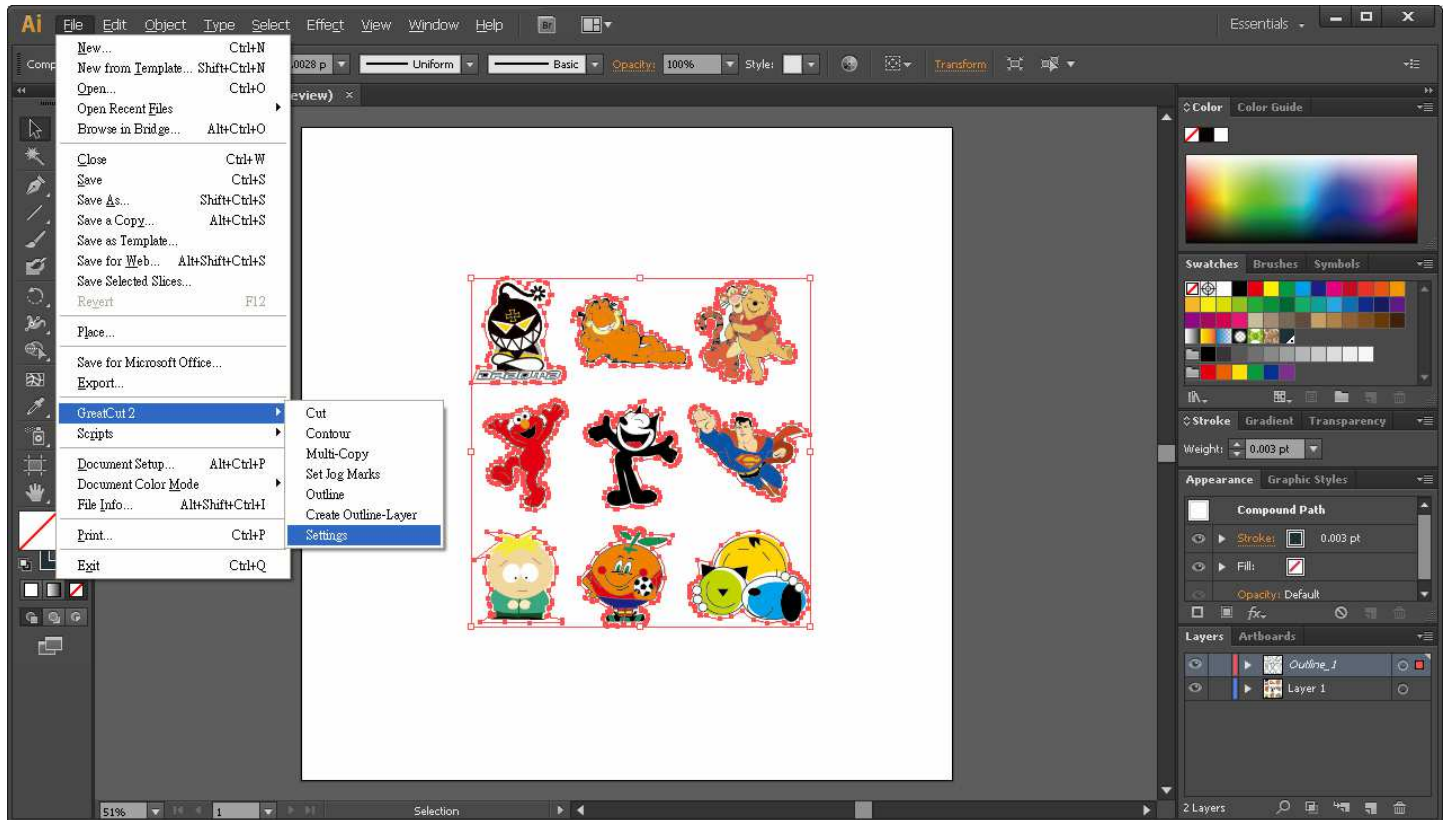 Ai File Edit Object Type Select Effect View Window Help Br Essentials
Comp .0028 p Uniform Basic Opacity: 100% Style: Transform
eview) ×
New... Ctrl+N
New from Template... Shift+Ctrl+N
Open... Ctrl+O
Open Recent Files
Browse in Bridge... Alt+Ctrl+O
Close Ctrl+W
Save Ctrl+S
Save As... Shift+Ctrl+S
Save a Copy... Alt+Ctrl+S
Save as Template...
Save for Web... Alt+Shift+Ctrl+S
Save Selected Slices...
Revert F12
Place...
Save for Microsoft Office...
Export...
GreatCut 2
Scripts
Document Setup... Alt+Ctrl+P
Document Color Mode
File Info... Alt+Shift+Ctrl+I
Print... Ctrl+P
Exit Ctrl+Q
Cut
Contour
Multi-Copy
Set Jog Marks
Outline
Create Outline-Layer
Settings
Color Color Guide
Swatches Brushes Symbols
Stroke Gradient Transparency
Weight: 0.003 pt
Appearance Graphic Styles
Compound Path
Stroke: 0.003 pt
Fill:
Opacity: Default
fx
Layers Artboards
Outline_1
Layer 1
2 Layers
51% 1 Selection